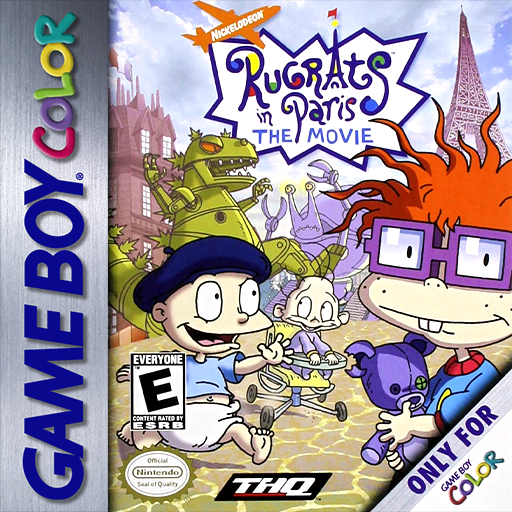 GAME BOY COLOR
NICKELODEON
RUGRATS
in PARIS
THE MOVIE
EVERYONE
E
CONTENT RATED BY
ESRB
Official
Nintendo
Seal of Quality
THQ
ONLY FOR
GAME BOY
COLOR